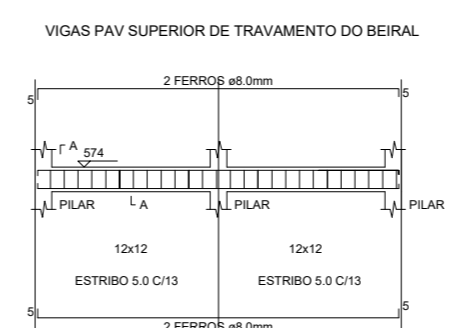 VIGAS PAV SUPERIOR DE TRAVAMENTO DO BEIRAL
2 FERROS ø8.0mm
5 5
A
574
PILAR A PILAR PILAR
12x12 12x12
ESTRIBO 5.0 C/13 ESTRIBO 5.0 C/13
5 5
2 FERROS ø8.0mm